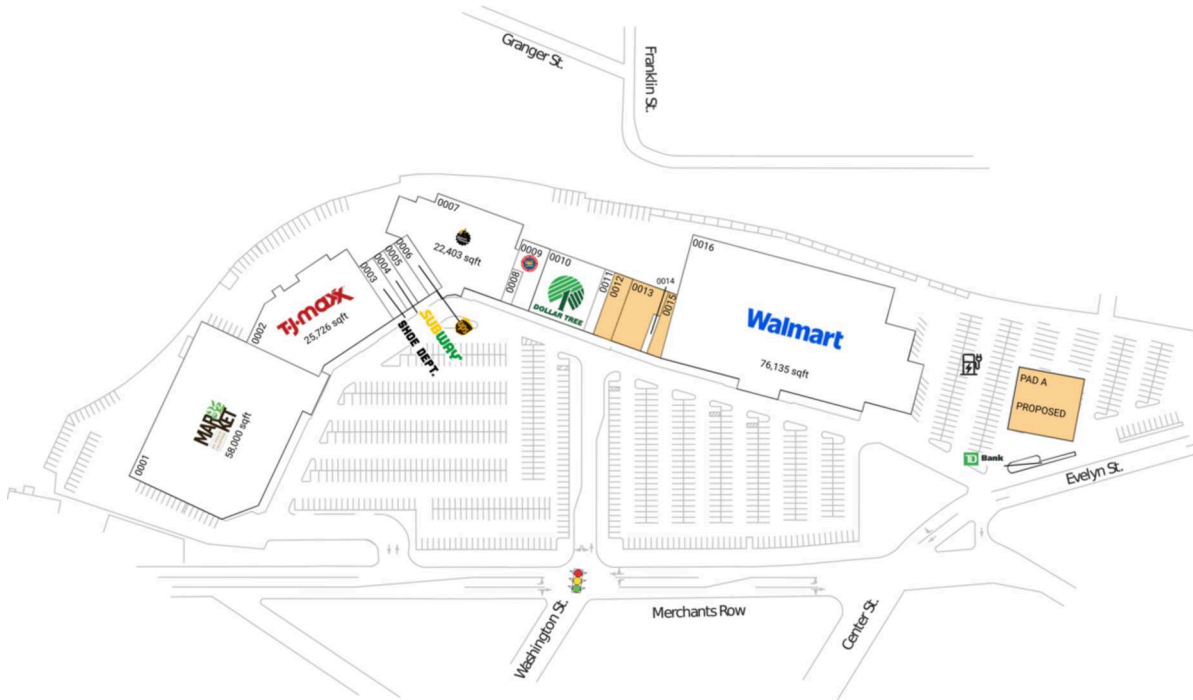 Granger St.
Franklin St.
0007
22,403 sqft
0006
0005
0004
0003
0009
0008
0010
DOLLAR TREE
0011
0012
0013
0014
0015
0016
Walmart
76,135 sqft
0002
T·J·maxx
25,726 sqft
SUBWAY
SHOE DEPT.
0001
MARKET
58,000 sqft
PAD A
PROPOSED
TD Bank
Evelyn St.
Merchants Row
Washington St.
Center St.